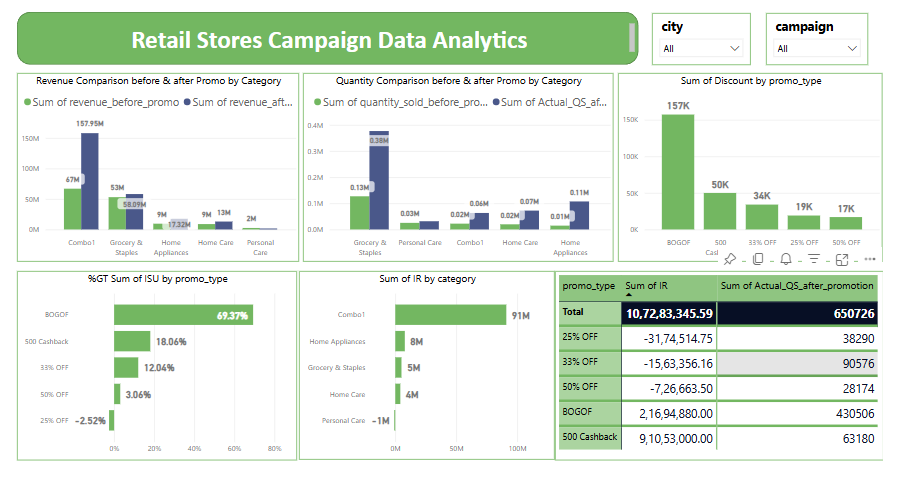 Retail Stores Campaign Data Analytics
city
All
campaign
All
Revenue Comparison before & after Promo by Category
Sum of revenue_before_promo Sum of revenue_aft...
150M
100M
50M
0M
157.95M
67M
53M
58.09M
9M
17.32M
9M
13M
2M
Combo1
Grocery &
Staples
Home
Appliances
Home Care
Personal
Care
Quantity Comparison before & after Promo by Category
Sum of quantity_sold_before_pro... Sum of Actual_QS_af...
0.4M
0.3M
0.2M
0.1M
0.0M
0.13M
0.38M
0.03M
0.02M
0.06M
0.02M
0.07M
0.01M
0.11M
Grocery &
Staples
Personal Care
Combo1
Home Care
Home
Appliances
Sum of Discount by promo_type
150K
100K
50K
0K
157K
50K
34K
19K
17K
BOGOF
500
Cas
33% OFF
25% OFF
50% OFF
%GT Sum of ISU by promo_type
BOGOF 69.37%
500 Cashback 18.06%
33% OFF 12.04%
50% OFF 3.06%
25% OFF -2.52%
0% 20% 40% 60% 80%
Sum of IR by category
Combo1 91M
Home Appliances 8M
Grocery & Staples 5M
Home Care 4M
Personal Care -1M
0M 50M 100M
promo_type Sum of IR Sum of Actual_QS_after_promotion
Total 10,72,83,345.59 650726
25% OFF -31,74,514.75 38290
33% OFF -15,63,356.16 90576
50% OFF -7,26,663.50 28174
BOGOF 2,16,94,880.00 430506
500 Cashback 9,10,53,000.00 63180